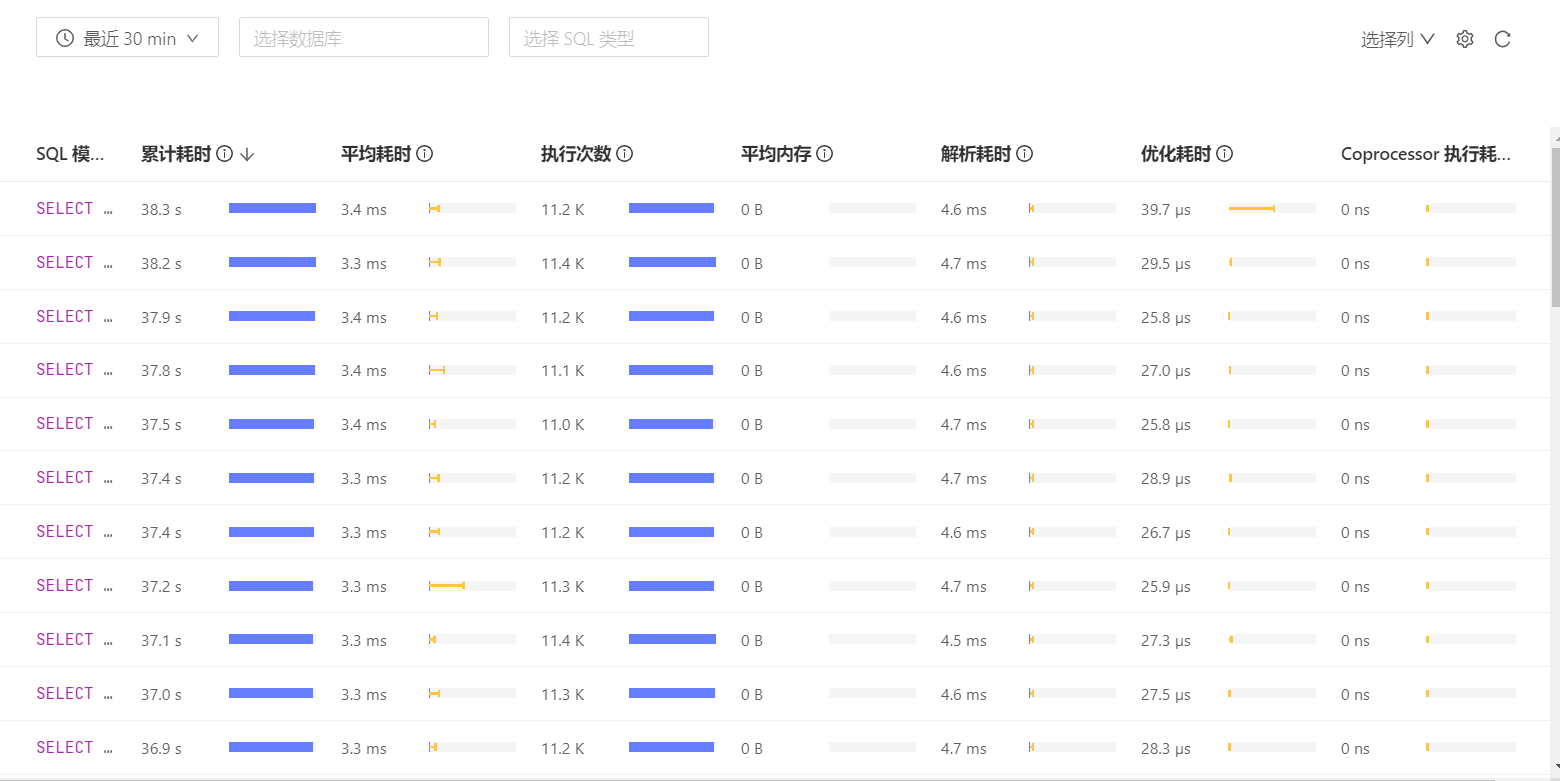 最近 30 min 选择数据库 选择 SQL 类型 选择列
SQL 模... 累计耗时 平均耗时 执行次数 平均内存 解析耗时 优化耗时 Coprocessor 执行耗...
SELECT ... 38.3 s 3.4 ms 11.2 K 0 B 4.6 ms 39.7 µs 0 ns
SELECT ... 38.2 s 3.3 ms 11.4 K 0 B 4.7 ms 29.5 µs 0 ns
SELECT ... 37.9 s 3.4 ms 11.2 K 0 B 4.6 ms 25.8 µs 0 ns
SELECT ... 37.8 s 3.4 ms 11.1 K 0 B 4.6 ms 27.0 µs 0 ns
SELECT ... 37.5 s 3.4 ms 11.0 K 0 B 4.7 ms 25.8 µs 0 ns
SELECT ... 37.4 s 3.3 ms 11.2 K 0 B 4.7 ms 28.9 µs 0 ns
SELECT ... 37.4 s 3.3 ms 11.2 K 0 B 4.6 ms 26.7 µs 0 ns
SELECT ... 37.2 s 3.3 ms 11.3 K 0 B 4.7 ms 25.9 µs 0 ns
SELECT ... 37.1 s 3.3 ms 11.4 K 0 B 4.5 ms 27.3 µs 0 ns
SELECT ... 37.0 s 3.3 ms 11.3 K 0 B 4.6 ms 27.5 µs 0 ns
SELECT ... 36.9 s 3.3 ms 11.2 K 0 B 4.7 ms 28.3 µs 0 ns